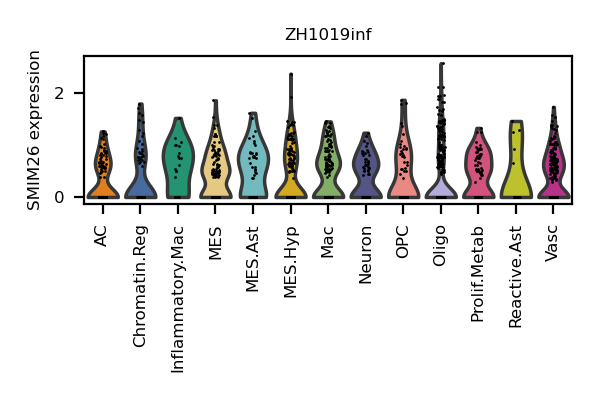 ZH1019inf
SMIM26 expression
2
0
AC
Chromatin.Reg
Inflammatory.Mac
MES
MES.Ast
MES.Hyp
Mac
Neuron
OPC
Oligo
Prolif.Metab
Reactive.Ast
Vasc